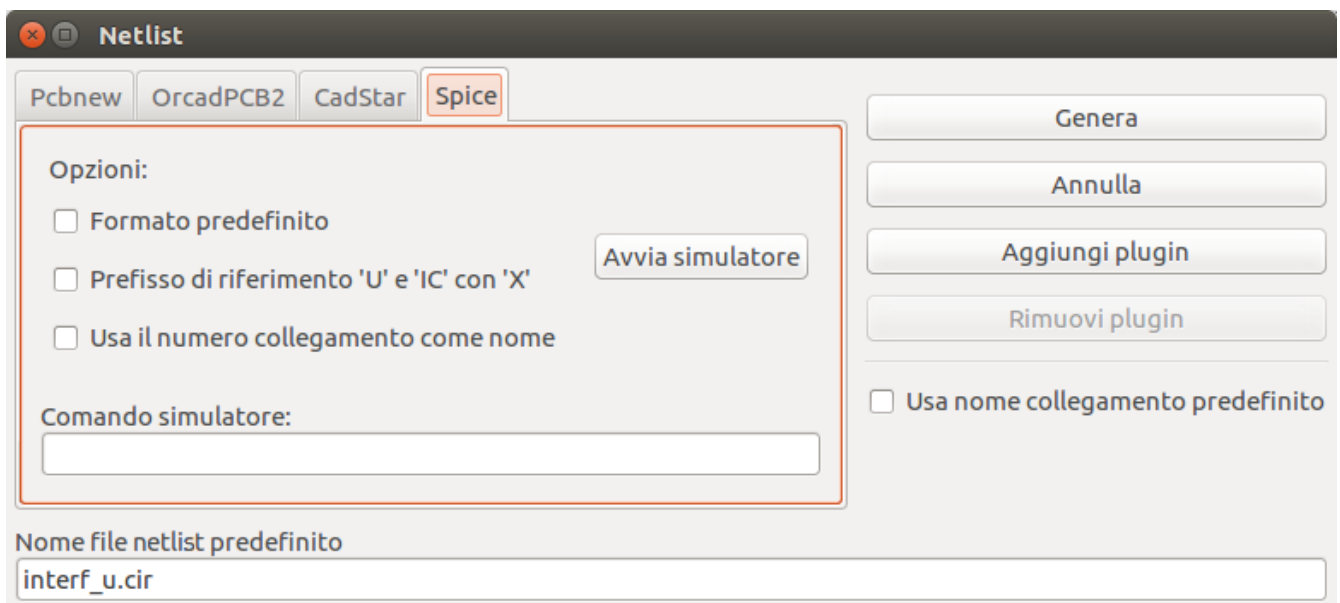 Netlist
Pcbnew OrcadPCB2 CadStar Spice
Opzioni:
Formato predefinito
Prefisso di riferimento 'U' e 'IC' con 'X'
Usa il numero collegamento come nome
Avvia simulatore
Comando simulatore:
Genera
Annulla
Aggiungi plugin
Rimuovi plugin
Usa nome collegamento predefinito
Nome file netlist predefinito
interf_u.cir